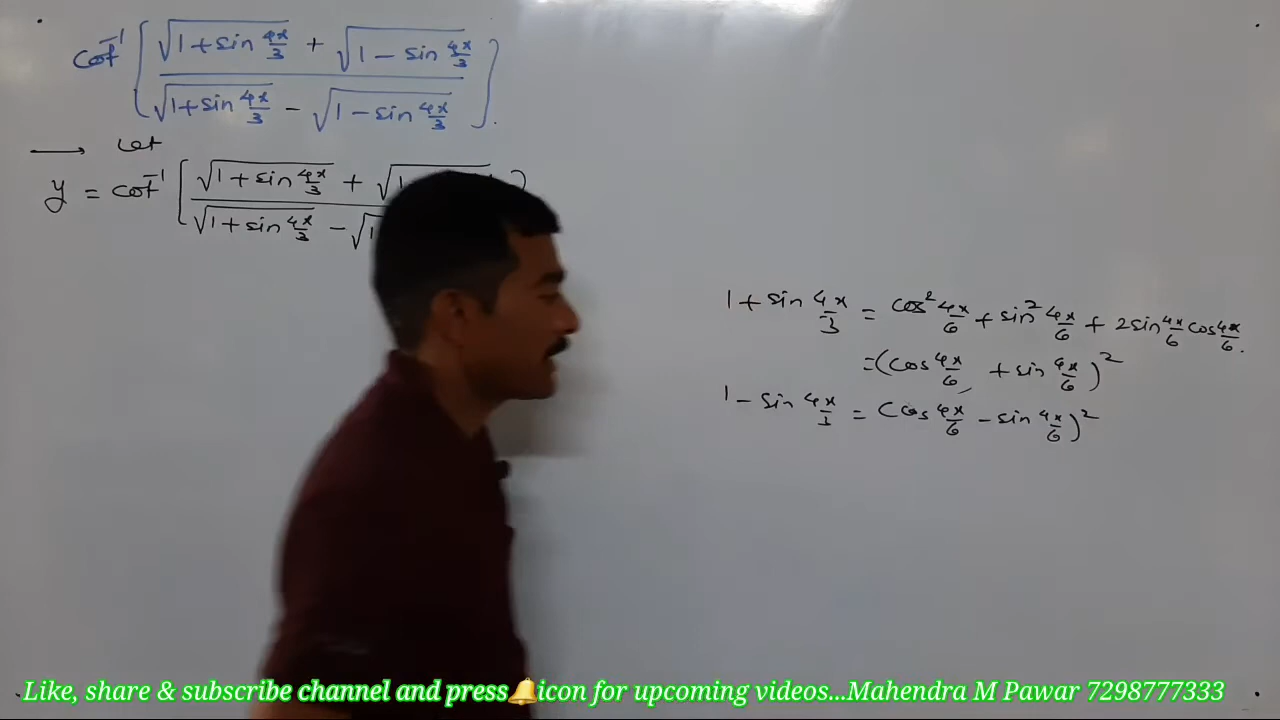 cot⁻¹ [ (√(1+sin 4x/3) + √(1−sin 4x/3)) / (√(1+sin 4x/3) − √(1−sin 4x/3)) ].
⟶ Let
y = cot⁻¹ [ √(1+sin 4x/3) + √1
√(1+sin 4x/3) − √1
1 + sin 4x/3 = cos² 4x/6 + sin² 4x/6 + 2sin 4x/6 cos 4x/6.
=(cos 4x/6, + sin 4x/6)²
1 − sin 4x/3 = (cos 4x/6 − sin 4x/6)²
Like, share & subscribe channel and press🔔icon for upcoming videos...Mahendra M Pawar 7298777333